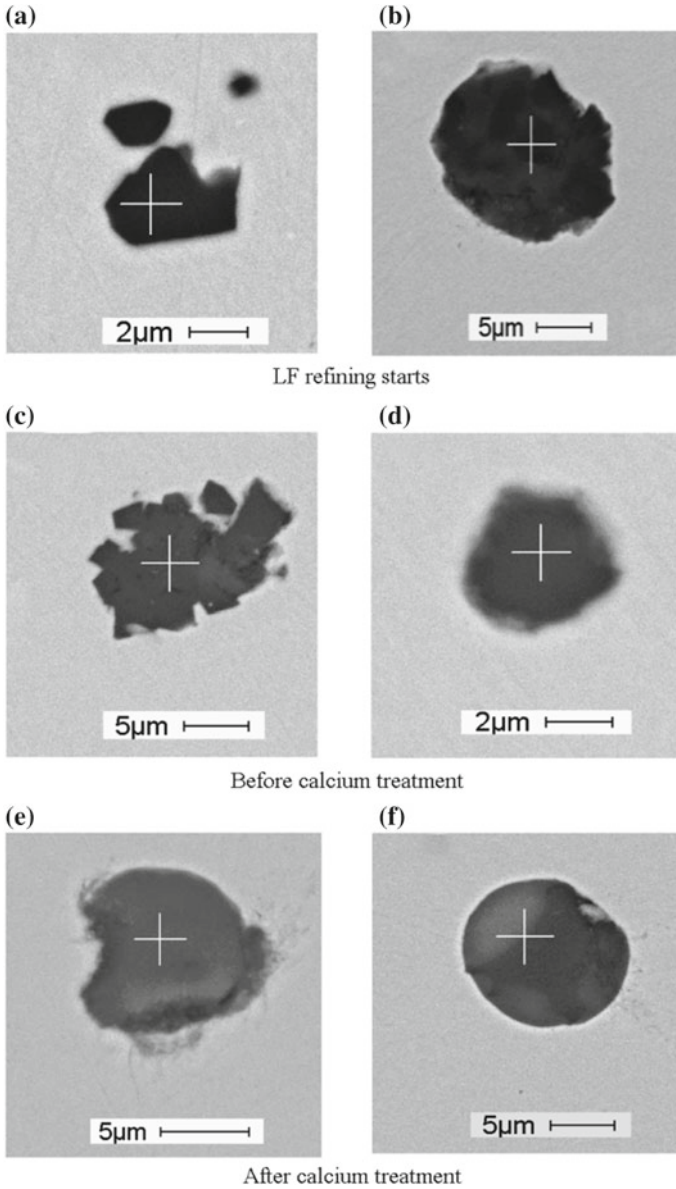 (a) (b)
2μm 5μm
LF refining starts
(c) (d)
5μm 2μm
Before calcium treatment
(e) (f)
5μm 5μm
After calcium treatment